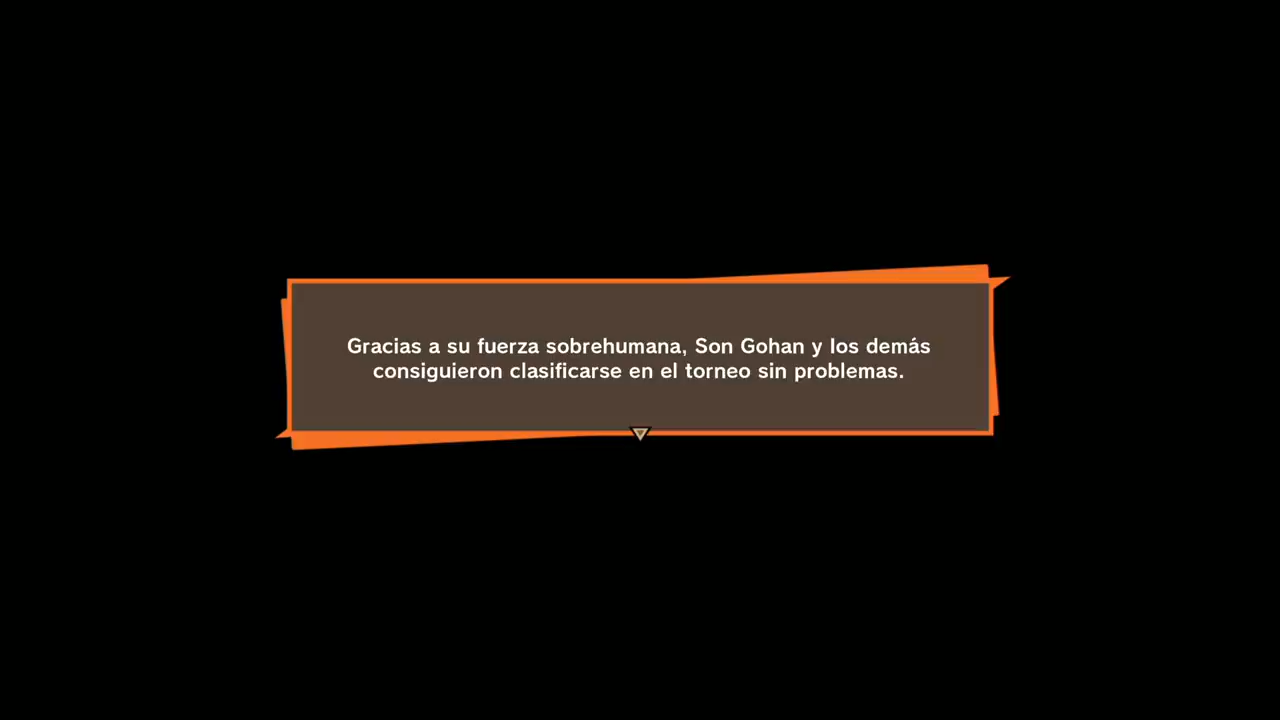 Gracias a su fuerza sobrehumana, Son Gohan y los demás
consiguieron clasificarse en el torneo sin problemas.